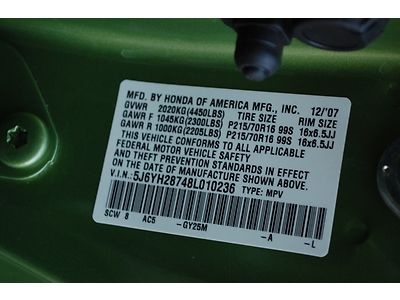 MFD. BY HONDA OF AMERICA MFG., INC. 12/'07
GVWR 2020KG(4450LBS) TIRE SIZE RIM SIZE
GAWR F 1045KG(2300LBS) P215/70R16 99S 16x6.5JJ
GAWR R 1000KG(2205LBS) P215/70R16 99S 16x6.5JJ
THIS VEHICLE CONFORMS TO ALL APPLICABLE
FEDERAL MOTOR VEHICLE SAFETY STANDARDS
IN EFFECT ON THE DATE OF MANUFACTURE
SHOWN ABOVE.
V.I.N: 5J6YH28748L010236 TYPE: MPV
SCW 8 AC5 -GY25M -A -L